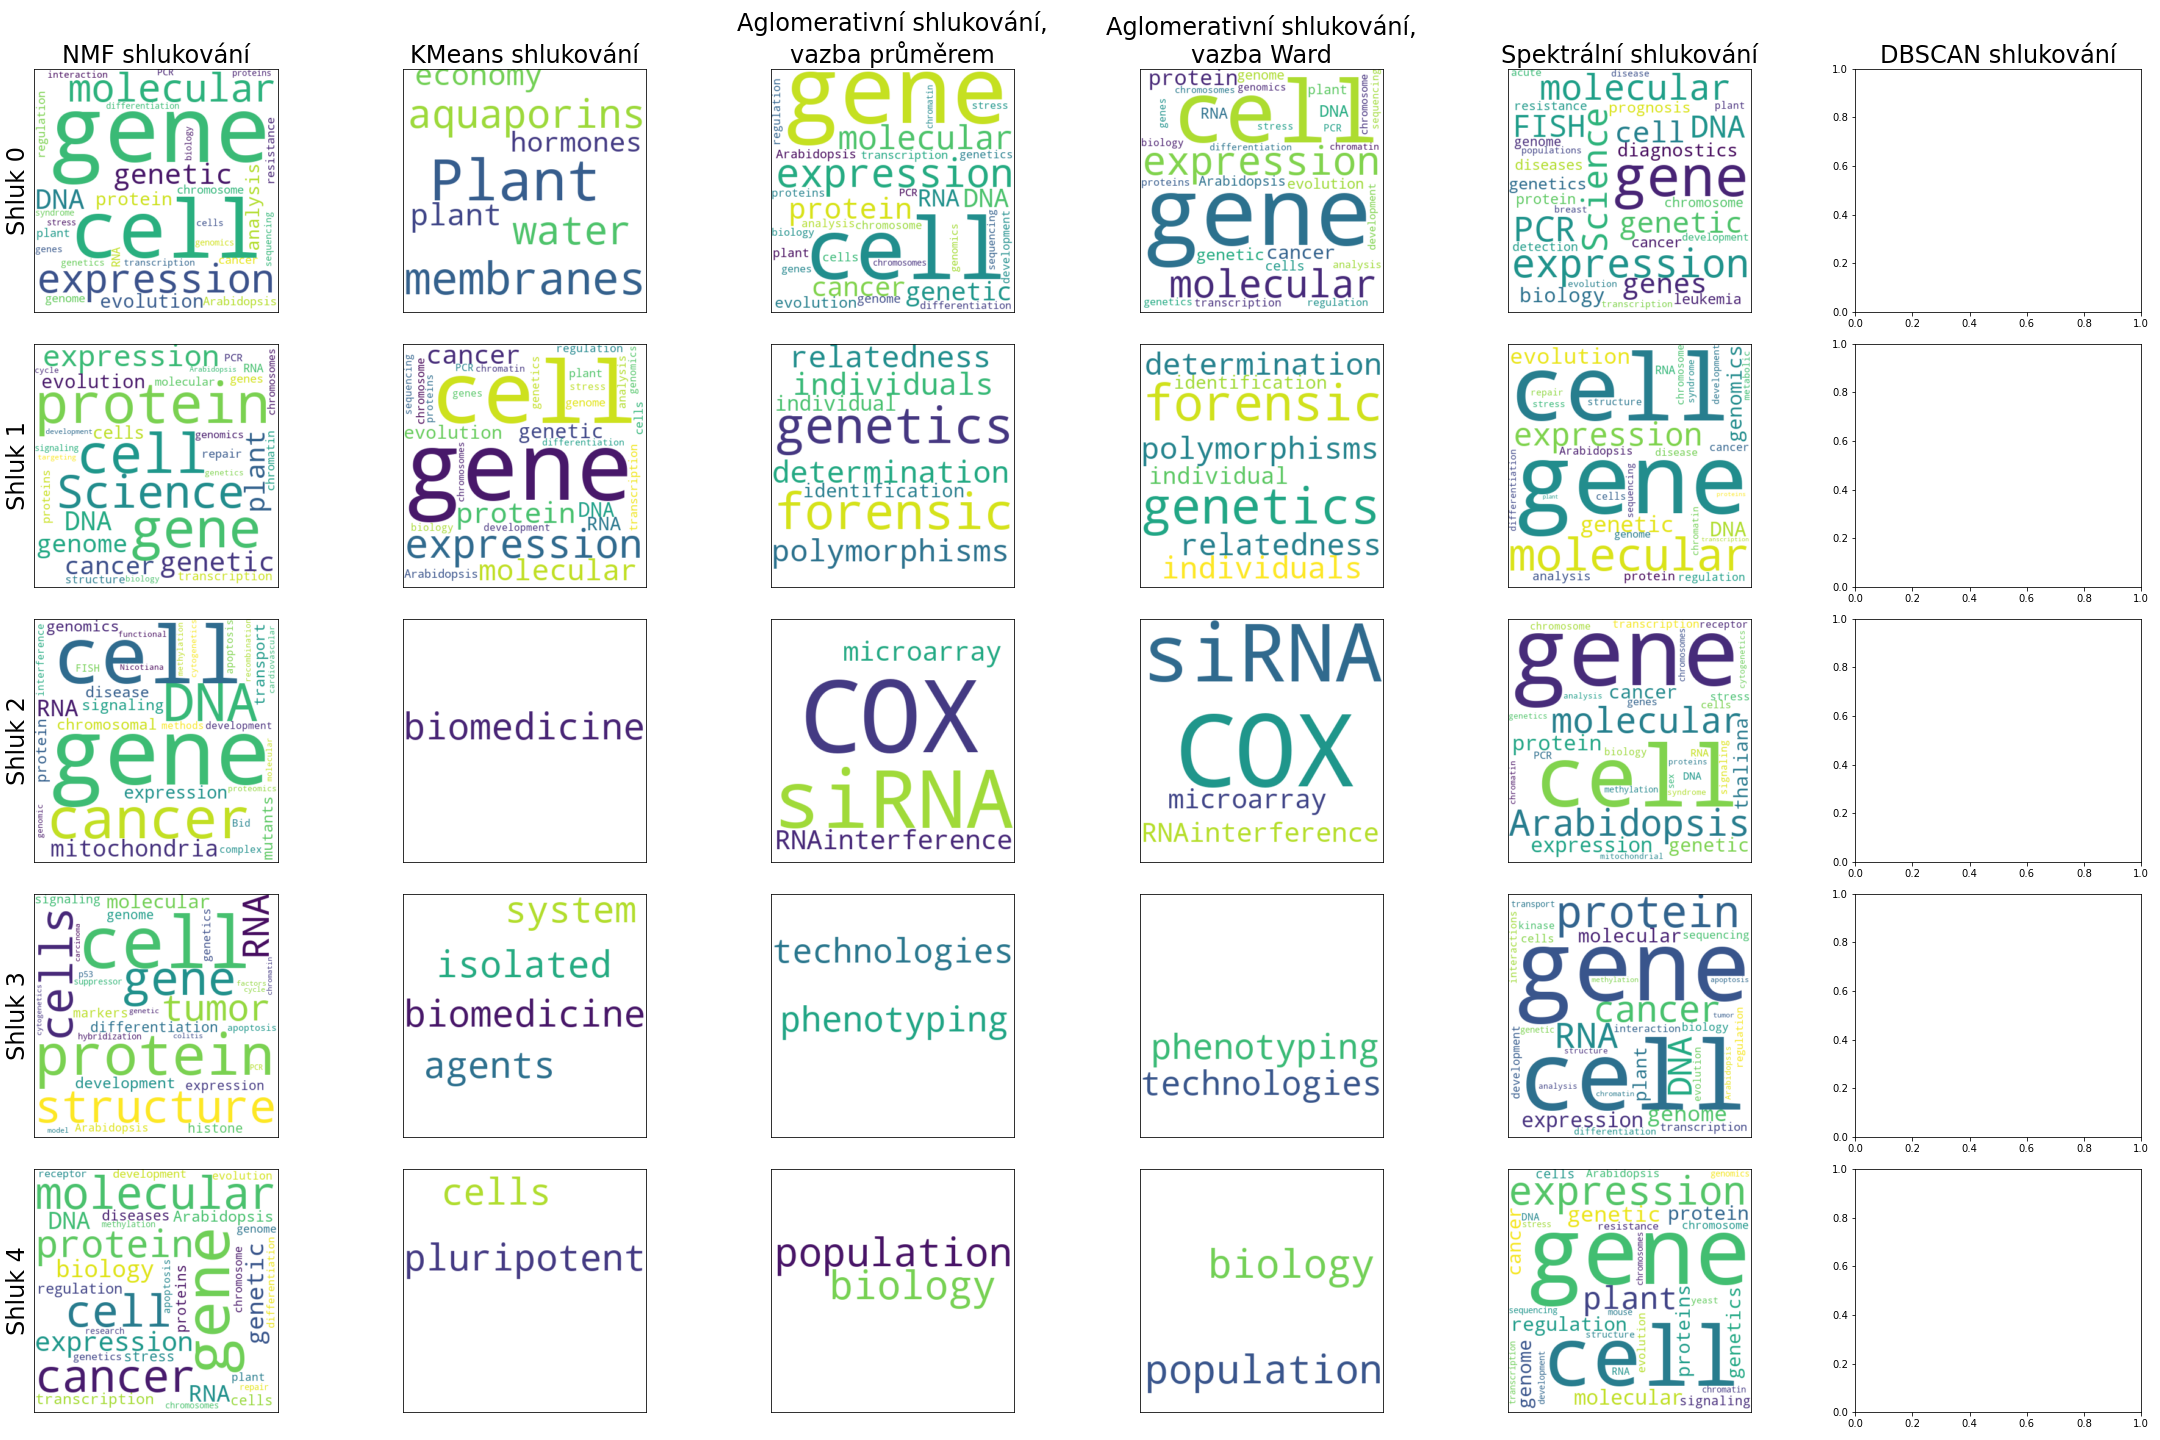 Aglomerativní shlukování,
vazba průměrem
Aglomerativní shlukování,
vazba Ward
NMF shlukování
KMeans shlukování
Spektrální shlukování
DBSCAN shlukování
Shluk 0
interaction PCR proteins
molecular
differentiation
regulation
gene
biology
resistance
genetic
chromosome
analysis
DNA protein
syndrome
stress
cells
plant
cell
genomics
sequencing
genes
genetics
RNA
transcription
cancer
expression
genome
evolution
Arabidopsis
economy
aquaporins
hormones
Plant
plant
water
membranes
regulation
gene
chromatin
stress
molecular
Arabidopsis transcription genetics
expression
proteins
PCR RNA DNA
protein
analysis chromosome
biology
cell
plant
cells
chromosomes
genes
genomics
sequencing
development
cancer
genetic
evolution genome
differentiation
protein genome
chromosomes genomics
plant
cell
genes
RNA
DNA
stress
PCR
chromosome
sequencing
biology
differentiation
chromatin
expression
proteins Arabidopsis evolution
gene
development
genetic cancer
cells
analysis
molecular
genetics transcription regulation
acute disease
molecular
resistance prognosis plant
FISH
Science
cell DNA
genome
populations
diagnostics
diseases
gene
genetics
protein
chromosome
breast
PCR
genetic
cancer development
detection
expression
evolution
genes
biology
transcription
leukemia
1.0
0.8
0.6
0.4
0.2
0.0
0.0 0.2 0.4 0.6 0.8 1.0
Shluk 1
expression PCR
cycle
Arabidopsis RNA
evolution molecular genes
chromosomes
protein
development
cells
genomics
signaling
cell
repair
targeting
genetics
plant
chromatin
proteins
Science
DNA
gene
genome
cancer genetic
structure biology transcription
cancer
regulation
sequencing
chromosome
proteins
PCR chromatin
cell
genes
genetics
plant
stress
genome
analysis
genomics
cells
evolution genetic
differentiation
gene
chromosomes
transcription
protein DNA
biology
development
RNA
expression
Arabidopsis molecular
relatedness
individuals
individual
genetics
determination
identification
forensic
polymorphisms
determination
identification
forensic
polymorphisms
individual
genetics
relatedness
individuals
evolution
cell
RNA
chromosome
syndrome
development
genomics
metabolic
repair
stress
structure
expression
cancer
Arabidopsis
disease
differentiation
gene
plant
cells
sequencing
proteins
genetic
genome
chromatin
DNA
transcription
molecular
analysis protein regulation
1.0
0.8
0.6
0.4
0.2
0.0
0.0 0.2 0.4 0.6 0.8 1.0
Shluk 2
interference
genomics
functional
cell
FISH
Nicotiana
methylation
cytogenetics
apoptosis
recombination
transport
cardiovascular
disease
RNA signaling DNA
chromosomal methods development
protein
gene
molecular
expression
proteomics
genomic
cancer
Bid
mutants
mitochondria complex
biomedicine
microarray
COX
siRNA
RNAinterference
siRNA
COX
microarray
RNAinterference
chromosome transcription receptor
gene
chromosomes
cytogenetics
analysis cancer
genes
stress
cells
genetics
molecular
protein
PCR
biology
RNA
proteins
chromatin
cell
DNA
sex
methylation
syndrome
signaling
thaliana
Arabidopsis
expression genetic
mitochondrial
1.0
0.8
0.6
0.4
0.2
0.0
0.0 0.2 0.4 0.6 0.8 1.0
Shluk 3
signaling molecular
genome
cells
carcinoma
cell
genetics
RNA
chromatin
p53
suppressor
gene
factors
cycle
cytogenetics
markers genetic
tumor
differentiation apoptosis
hybridization colitis
protein
PCR
development expression
structure
model Arabidopsis histone
system
isolated
biomedicine
agents
technologies
phenotyping
phenotyping
technologies
transport
protein
kinase
cells
molecular sequencing
interactions
gene
methylation
apoptosis
cancer
tumor
genetic
RNA
interaction biology
structure
development
cell
analysis
chromatin
plant
DNA
evolution
Arabidopsis
regulation
expression genome
differentiation
transcription
1.0
0.8
0.6
0.4
0.2
0.0
0.0 0.2 0.4 0.6 0.8 1.0
Shluk 4
receptor development evolution
molecular
DNA diseases Arabidopsis
methylation
protein
gene
genome
biology
regulation
apoptosis
proteins
chromosome
genetic
differentiation
cell
research
expression
genetics stress
cancer
plant
repair
transcription
RNA
chromosomes
cells
cells
pluripotent
population
biology
biology
population
cells Arabidopsis genomics
expression
DNA
stress
genetic protein
resistance chromosome
cancer
gene
chromosomes
plant
mouse
yeast
sequencing
regulation
structure
proteins
genetics
transcription
genome
development
cell
RNA
evolution
molecular
chromatin
signaling
1.0
0.8
0.6
0.4
0.2
0.0
0.0 0.2 0.4 0.6 0.8 1.0